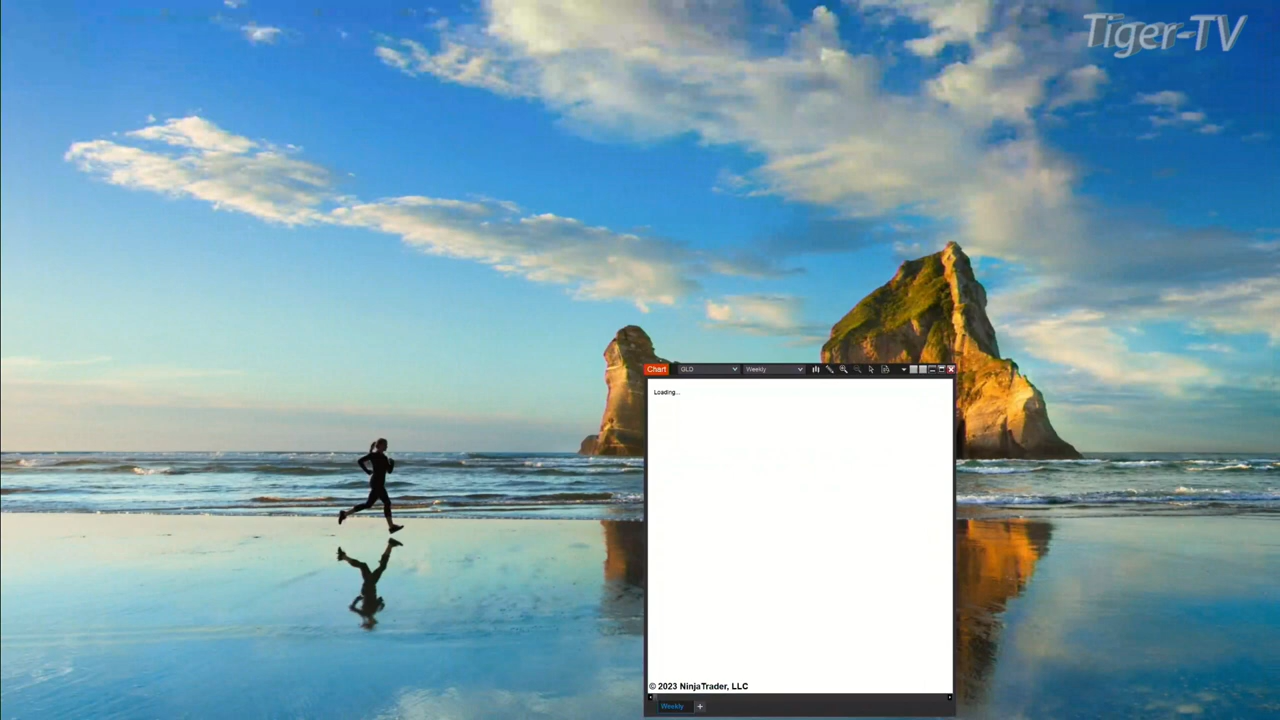 Tiger-TV
Chart GLD Weekly
Loading...
© 2023 NinjaTrader, LLC
Weekly +